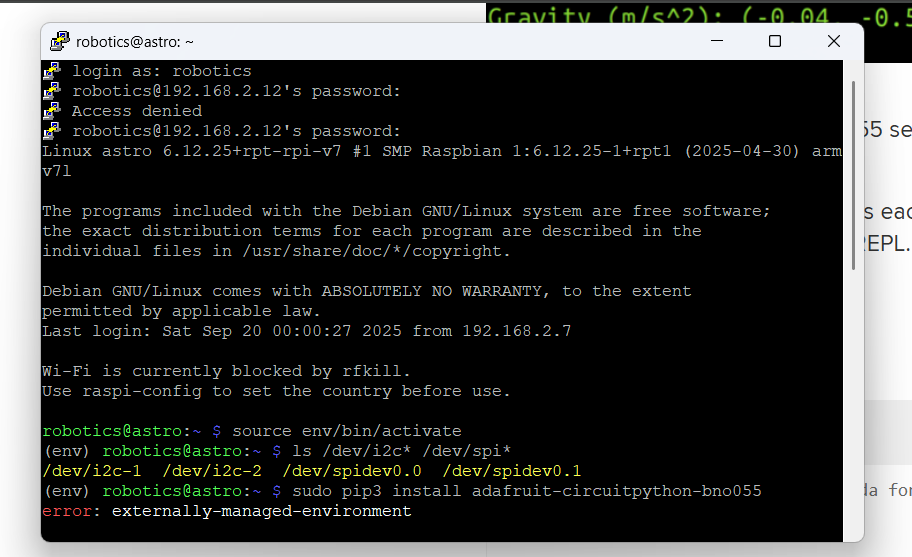 Gravity (m/s^2): (-0.04, -0.5
robotics@astro: ~
login as: robotics
robotics@192.168.2.12's password:
Access denied
robotics@192.168.2.12's password:
Linux astro 6.12.25+rpt-rpi-v7 #1 SMP Raspbian 1:6.12.25-1+rpt1 (2025-04-30) arm
v7l
The programs included with the Debian GNU/Linux system are free software;
the exact distribution terms for each program are described in the
individual files in /usr/share/doc/*/copyright.
Debian GNU/Linux comes with ABSOLUTELY NO WARRANTY, to the extent
permitted by applicable law.
Last login: Sat Sep 20 00:00:27 2025 from 192.168.2.7
Wi-Fi is currently blocked by rfkill.
Use raspi-config to set the country before use.
robotics@astro:~ $ source env/bin/activate
(env) robotics@astro:~ $ ls /dev/i2c* /dev/spi*
/dev/i2c-1  /dev/i2c-2  /dev/spidev0.0  /dev/spidev0.1
(env) robotics@astro:~ $ sudo pip3 install adafruit-circuitpython-bno055
error: externally-managed-environment
55 se
s eac
REPL.
da for